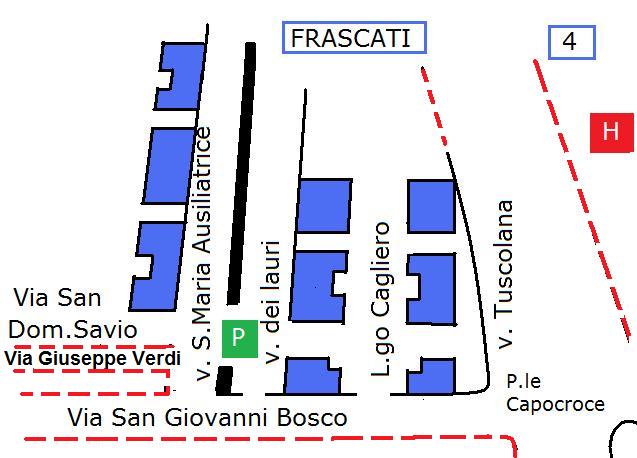 FRASCATI
4
H
v. S.Maria Ausiliatrice
v. dei lauri
L.go Cagliero
v. Tuscolana
Via San
Dom.Savio
P
Via Giuseppe Verdi
P.le
Capocroce
Via San Giovanni Bosco